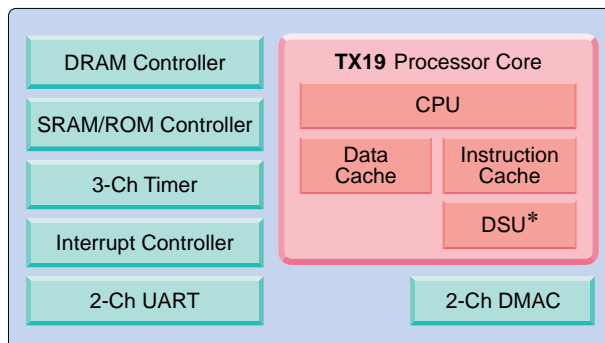 DRAM Controller
SRAM/ROM Controller
3-Ch Timer
Interrupt Controller
2-Ch UART
TX19 Processor Core
CPU
Data
Cache
Instruction
Cache
DSU*
2-Ch DMAC